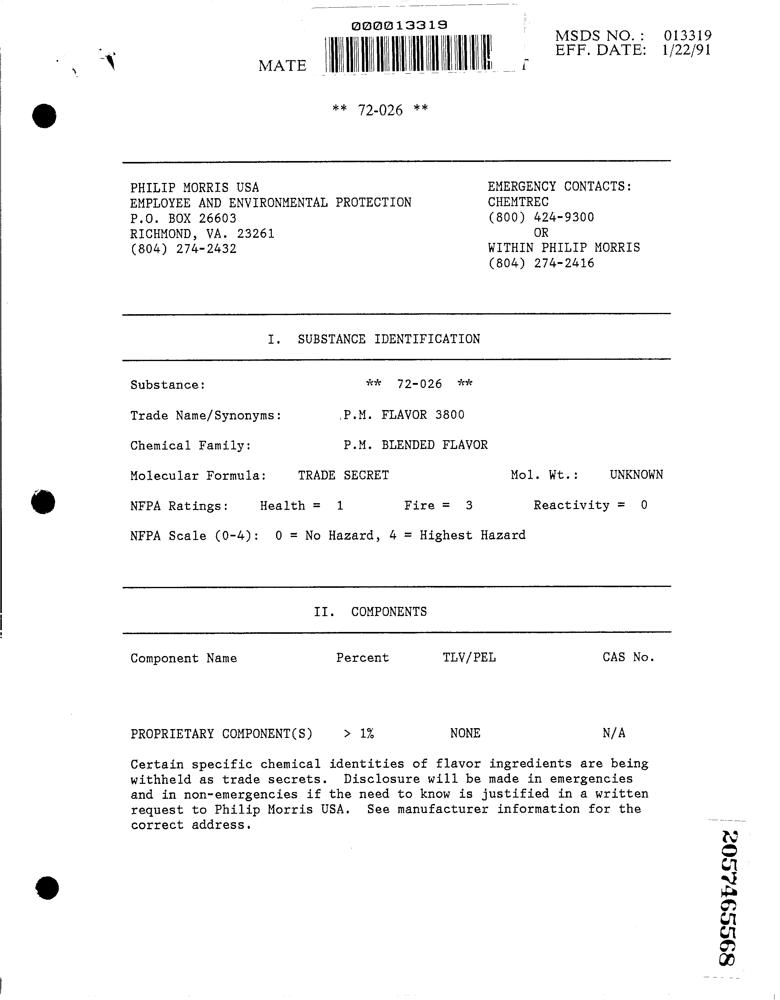 000013319
MSDS NO. : 013319
EFF. DATE: 1/22/91
MATE
** 72-026 **
PHILIP MORRIS USA
EMPLOYEE AND ENVIRONMENTAL PROTECTION
P.O. BOX 26603
RICHMOND, VA. 23261
(804) 274-2432
EMERGENCY CONTACTS:
CHEMTREC
(800) 424-9300
OR
WITHIN PHILIP MORRIS
(804) 274-2416
I. SUBSTANCE IDENTIFICATION
Substance: ** 72-026 **
Trade Name/Synonyms: P.M. FLAVOR 3800
Chemical Family: P.M. BLENDED FLAVOR
Molecular Formula: TRADE SECRET Mol. Wt.: UNKNOWN
NFPA Ratings: Health = 1 Fire = 3 Reactivity = 0
NFPA Scale (0-4): 0 = No Hazard, 4 = Highest Hazard
II. COMPONENTS
Component Name Percent TLV/PEL CAS No.
PROPRIETARY COMPONENT(S) > 1% NONE N/A
Certain specific chemical identities of flavor ingredients are being
withheld as trade secrets. Disclosure will be made in emergencies
and in non-emergencies if the need to know is justified in a written
request to Philip Morris USA. See manufacturer information for the
correct address.
2057465568